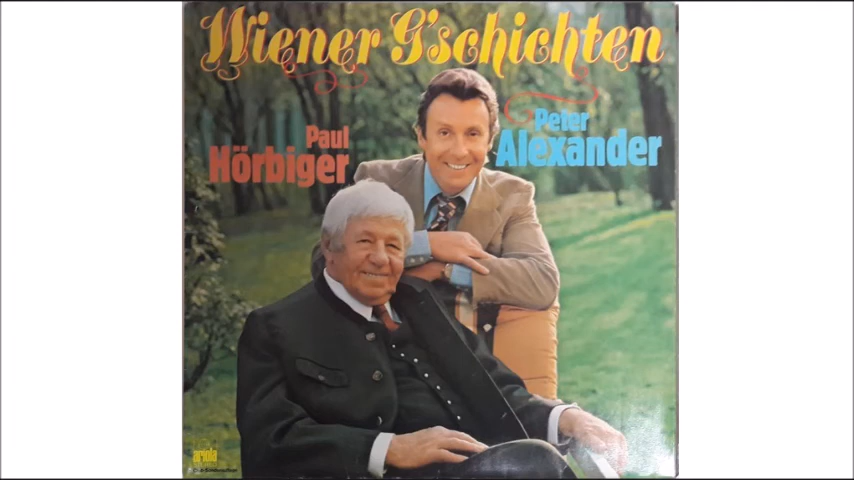 Wiener G'schichten
Paul
Hörbiger
Peter
Alexander
ariola